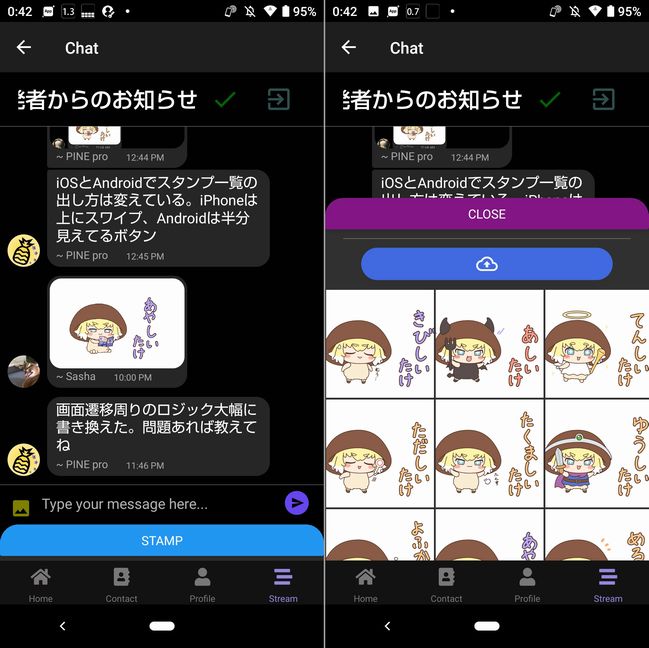 0:42
1.3
95%
Chat
者からのお知らせ
~ PINE pro 12:44 PM
iOSとAndroidでスタンプ一覧の
出し方は変えている。iPhoneは
上にスワイプ、Androidは半分
見えてるボタン
~ PINE pro 12:45 PM
あやしいたけ
~ Sasha 10:00 PM
画面遷移周りのロジック大幅に
書き換えた。問題あれば教えて
ね
~ PINE pro 11:46 PM
Type your message here...
STAMP
Home Contact Profile Stream
0:42
0.7
95%
Chat
者からのお知らせ
~ PINE pro 12:44 PM
iOSとAndroidでスタンプ一覧の
CLOSE
きびしいたけ
あしいたけ
てんしいたけ
ただしいたけ
たくましいたけ
ゆうしいたけ
よふか
あや
めろ
Home Contact Profile Stream